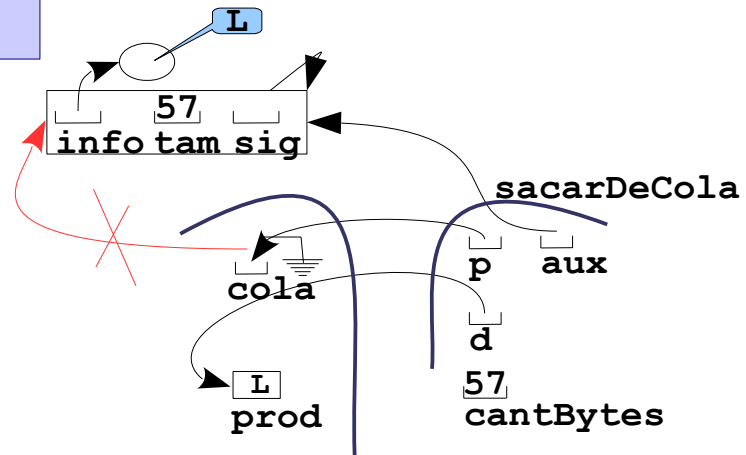 L
57
info tam sig
sacarDeCola
p aux
cola
d
L
57
prod
cantBytes